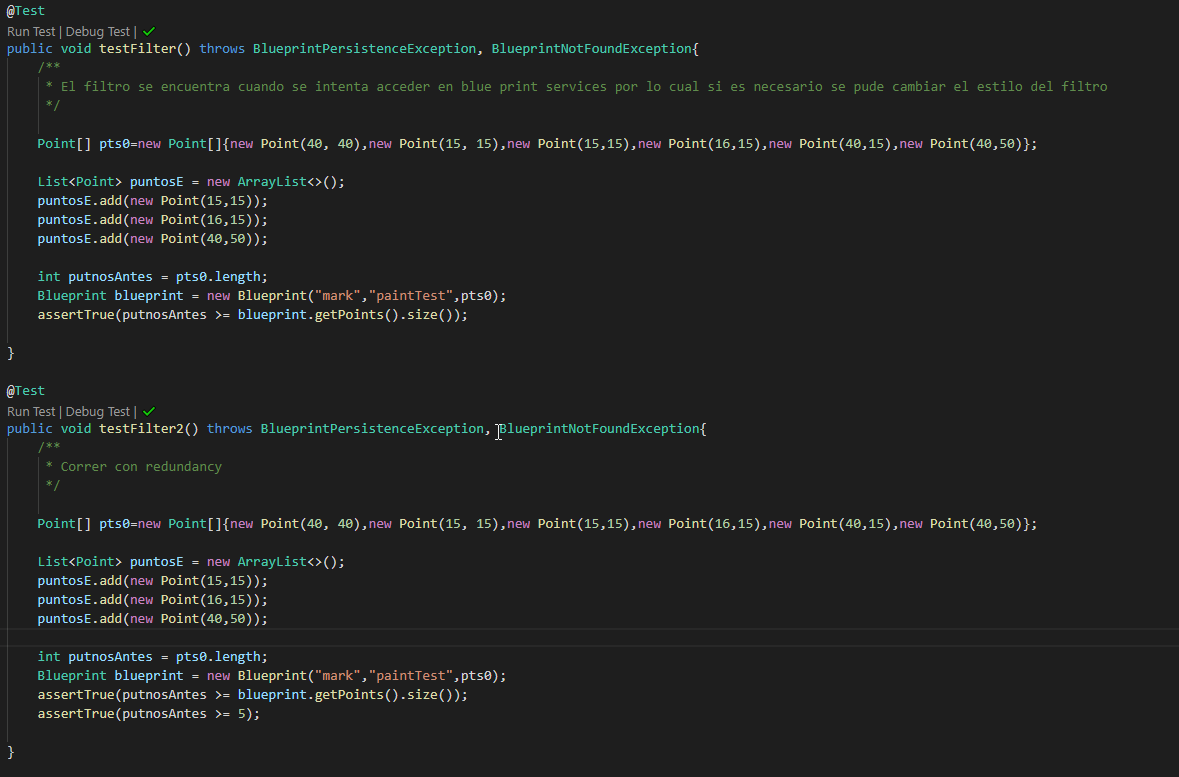 @Test
Run Test | Debug Test | ✓
public void testFilter() throws BlueprintPersistenceException, BlueprintNotFoundException{
/**
* El filtro se encuentra cuando se intenta acceder en blue print services por lo cual si es necesario se pude cambiar el estilo del filtro
*/
Point[] pts0=new Point[]{new Point(40, 40),new Point(15, 15),new Point(15,15),new Point(16,15),new Point(40,15),new Point(40,50)};
List<Point> puntosE = new ArrayList<>();
puntosE.add(new Point(15,15));
puntosE.add(new Point(16,15));
puntosE.add(new Point(40,50));
int putnosAntes = pts0.length;
Blueprint blueprint = new Blueprint("mark","paintTest",pts0);
assertTrue(putnosAntes >= blueprint.getPoints().size());
}
@Test
Run Test | Debug Test | ✓
public void testFilter2() throws BlueprintPersistenceException, BlueprintNotFoundException{
/**
* Correr con redundancy
*/
Point[] pts0=new Point[]{new Point(40, 40),new Point(15, 15),new Point(15,15),new Point(16,15),new Point(40,15),new Point(40,50)};
List<Point> puntosE = new ArrayList<>();
puntosE.add(new Point(15,15));
puntosE.add(new Point(16,15));
puntosE.add(new Point(40,50));
int putnosAntes = pts0.length;
Blueprint blueprint = new Blueprint("mark","paintTest",pts0);
assertTrue(putnosAntes >= blueprint.getPoints().size());
assertTrue(putnosAntes >= 5);
}